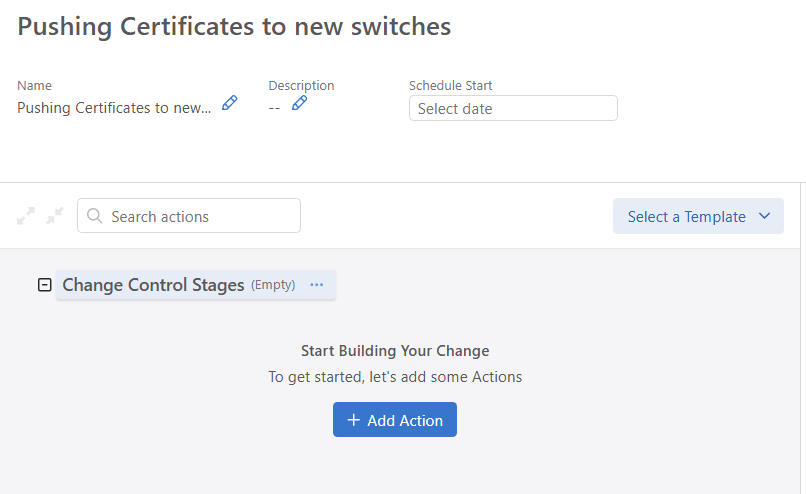 Pushing Certificates to new switches
Name
Description
Schedule Start
Pushing Certificates to new...
--
Select date
Search actions
Select a Template
Change Control Stages (Empty) ...
Start Building Your Change
To get started, let's add some Actions
+ Add Action